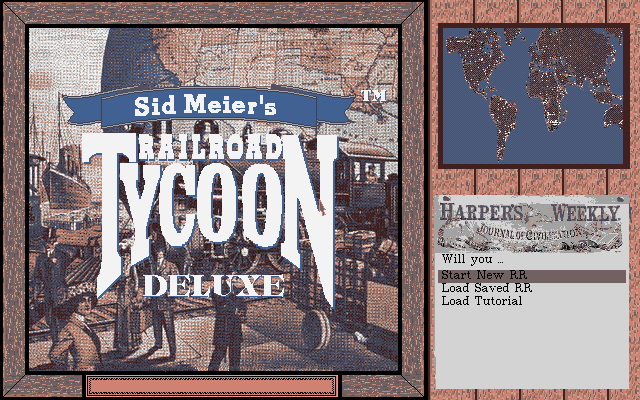 Sid Meier's
TM
RAILROAD
TYCOON
DELUXE
HARPER'S WEEKLY
JOURNAL OF CIVILISATION
Will you ...
Start New RR
Load Saved RR
Load Tutorial